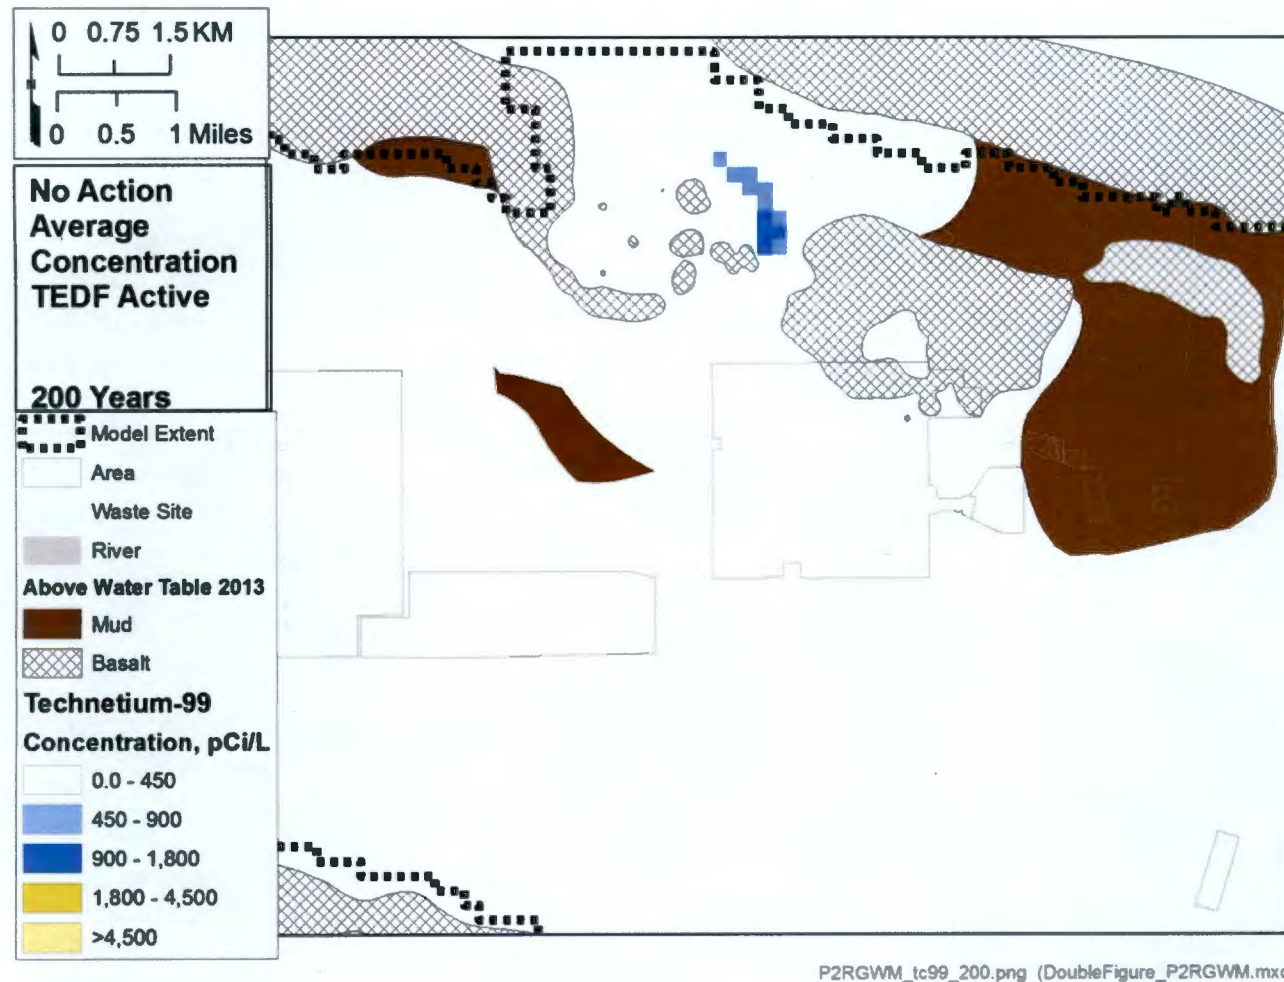 0 0.75 1.5 KM
0 0.5 1 Miles
No Action
Average
Concentration
TEDF Active
200 Years
Model Extent
Area
Waste Site
River
Above Water Table 2013
Mud
Basalt
Technetium-99
Concentration, pCi/L
0.0 - 450
450 - 900
900 - 1,800
1,800 - 4,500
>4,500
P2RGWM_tc99_200.png (DoubleFigure_P2RGWM.mxd